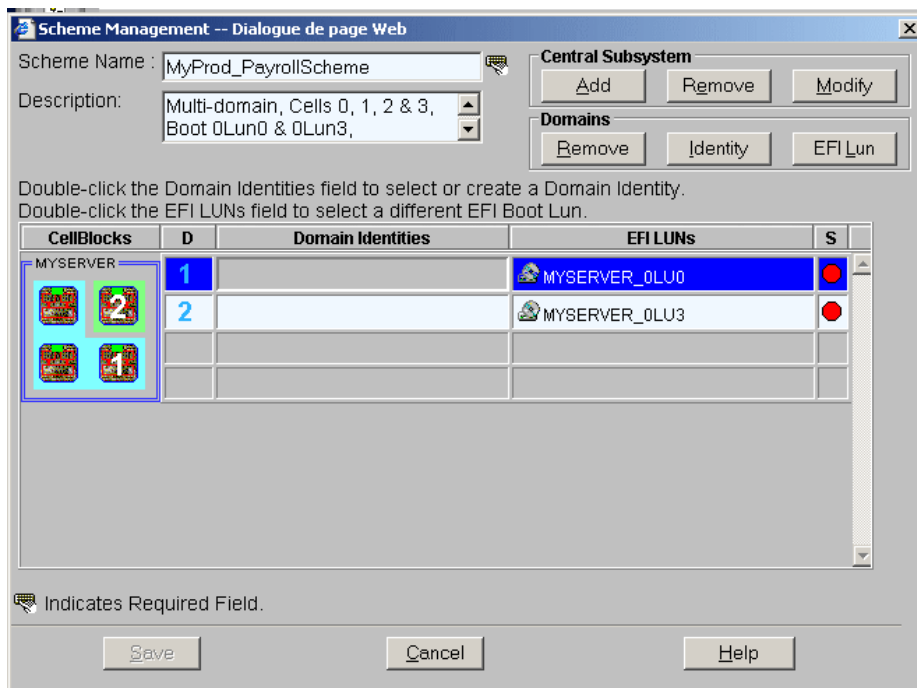 Scheme Management -- Dialogue de page Web
Scheme Name : MyProd_PayrollScheme
Description: Multi-domain, Cells 0, 1, 2 & 3,
Boot 0Lun0 & 0Lun3,
Central Subsystem
Add Remove Modify
Domains
Remove Identity EFI Lun
Double-click the Domain Identities field to select or create a Domain Identity.
Double-click the EFI LUNs field to select a different EFI Boot Lun.
CellBlocks D Domain Identities EFI LUNs S
MYSERVER
1 MYSERVER_0LU0
2 2 MYSERVER_0LU3
1
Indicates Required Field.
Save Cancel Help